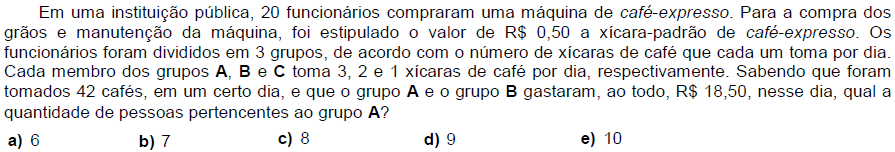 Em uma instituição pública, 20 funcionários compraram uma máquina de café-expresso. Para a compra dos
grãos e manutenção da máquina, foi estipulado o valor de R$ 0,50 a xícara-padrão de café-expresso. Os
funcionários foram divididos em 3 grupos, de acordo com o número de xícaras de café que cada um toma por dia.
Cada membro dos grupos A, B e C toma 3, 2 e 1 xícaras de café por dia, respectivamente. Sabendo que foram
tomados 42 cafés, em um certo dia, e que o grupo A e o grupo B gastaram, ao todo, R$ 18,50, nesse dia, qual a
quantidade de pessoas pertencentes ao grupo A?
a) 6 b) 7 c) 8 d) 9 e) 10